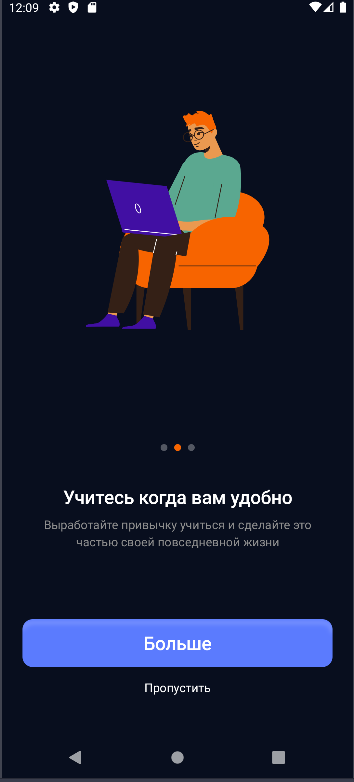 12:09
Учитесь когда вам удобно
Выработайте привычку учиться и сделайте это
частью своей повседневной жизни
Больше
Пропустить